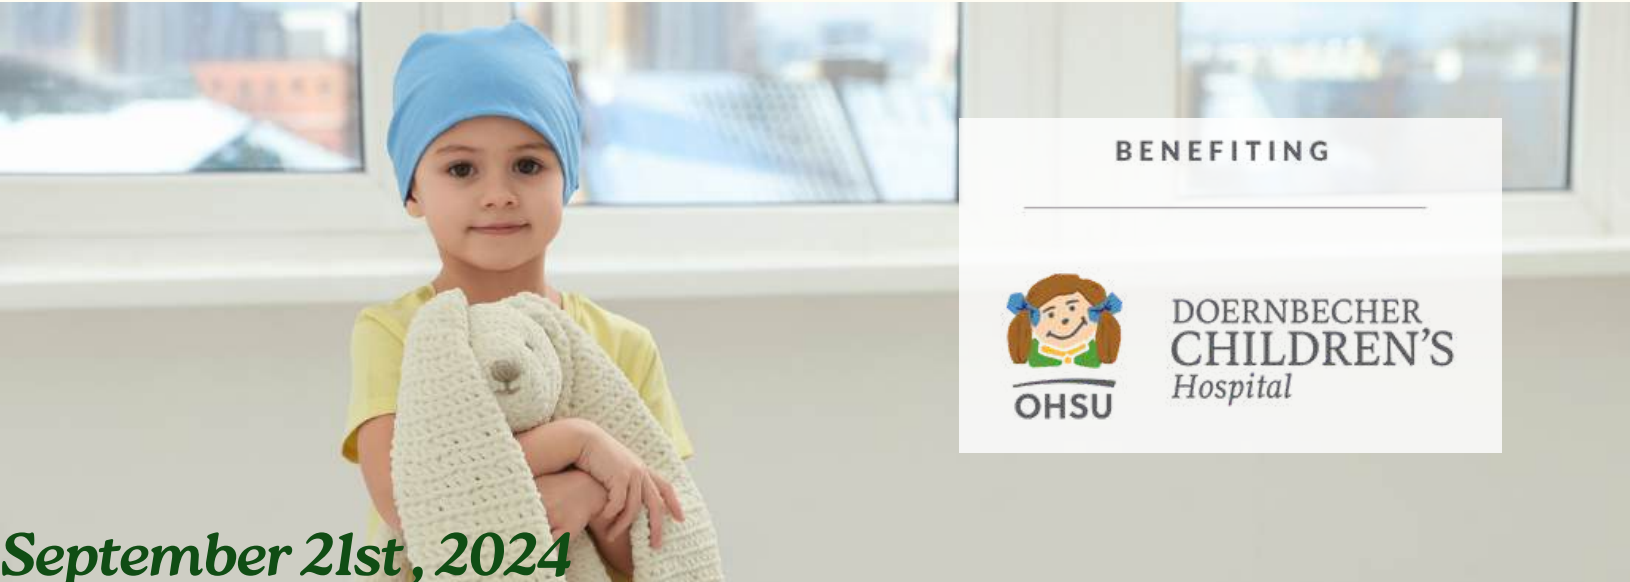 BENEFITING
DOERNBECHER
CHILDREN'S
Hospital
OHSU
September 21st, 2024